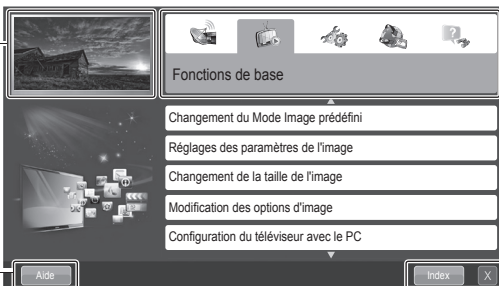 Fonctions de base
Changement du Mode Image prédéfini
Réglages des paramètres de l'image
Changement de la taille de l'image
Modification des options d'image
Configuration du téléviseur avec le PC
Aide
Index X